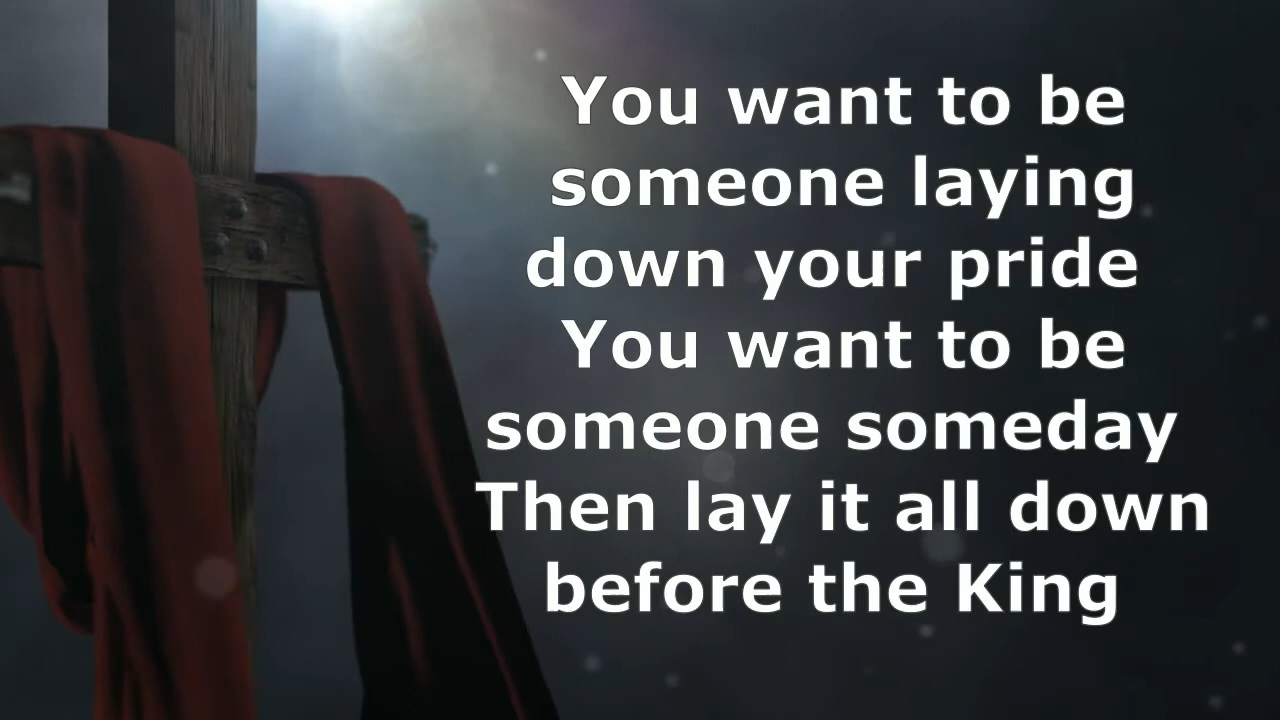 You want to be
someone laying
down your pride
You want to be
someone someday
Then lay it all down
before the King